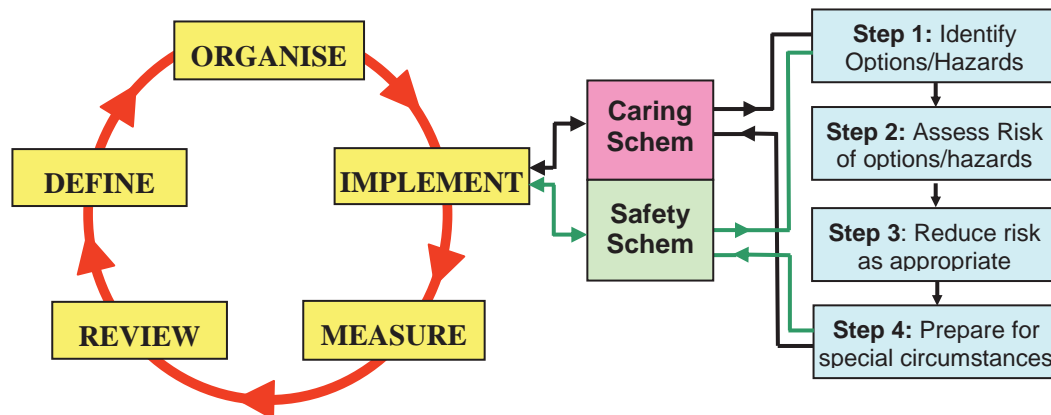 ORGANISE
DEFINE
IMPLEMENT
REVIEW
MEASURE
Caring
Schem
Safety
Schem
Step 1: Identify
Options/Hazards
Step 2: Assess Risk
of options/hazards
Step 3: Reduce risk
as appropriate
Step 4: Prepare for
special circumstances